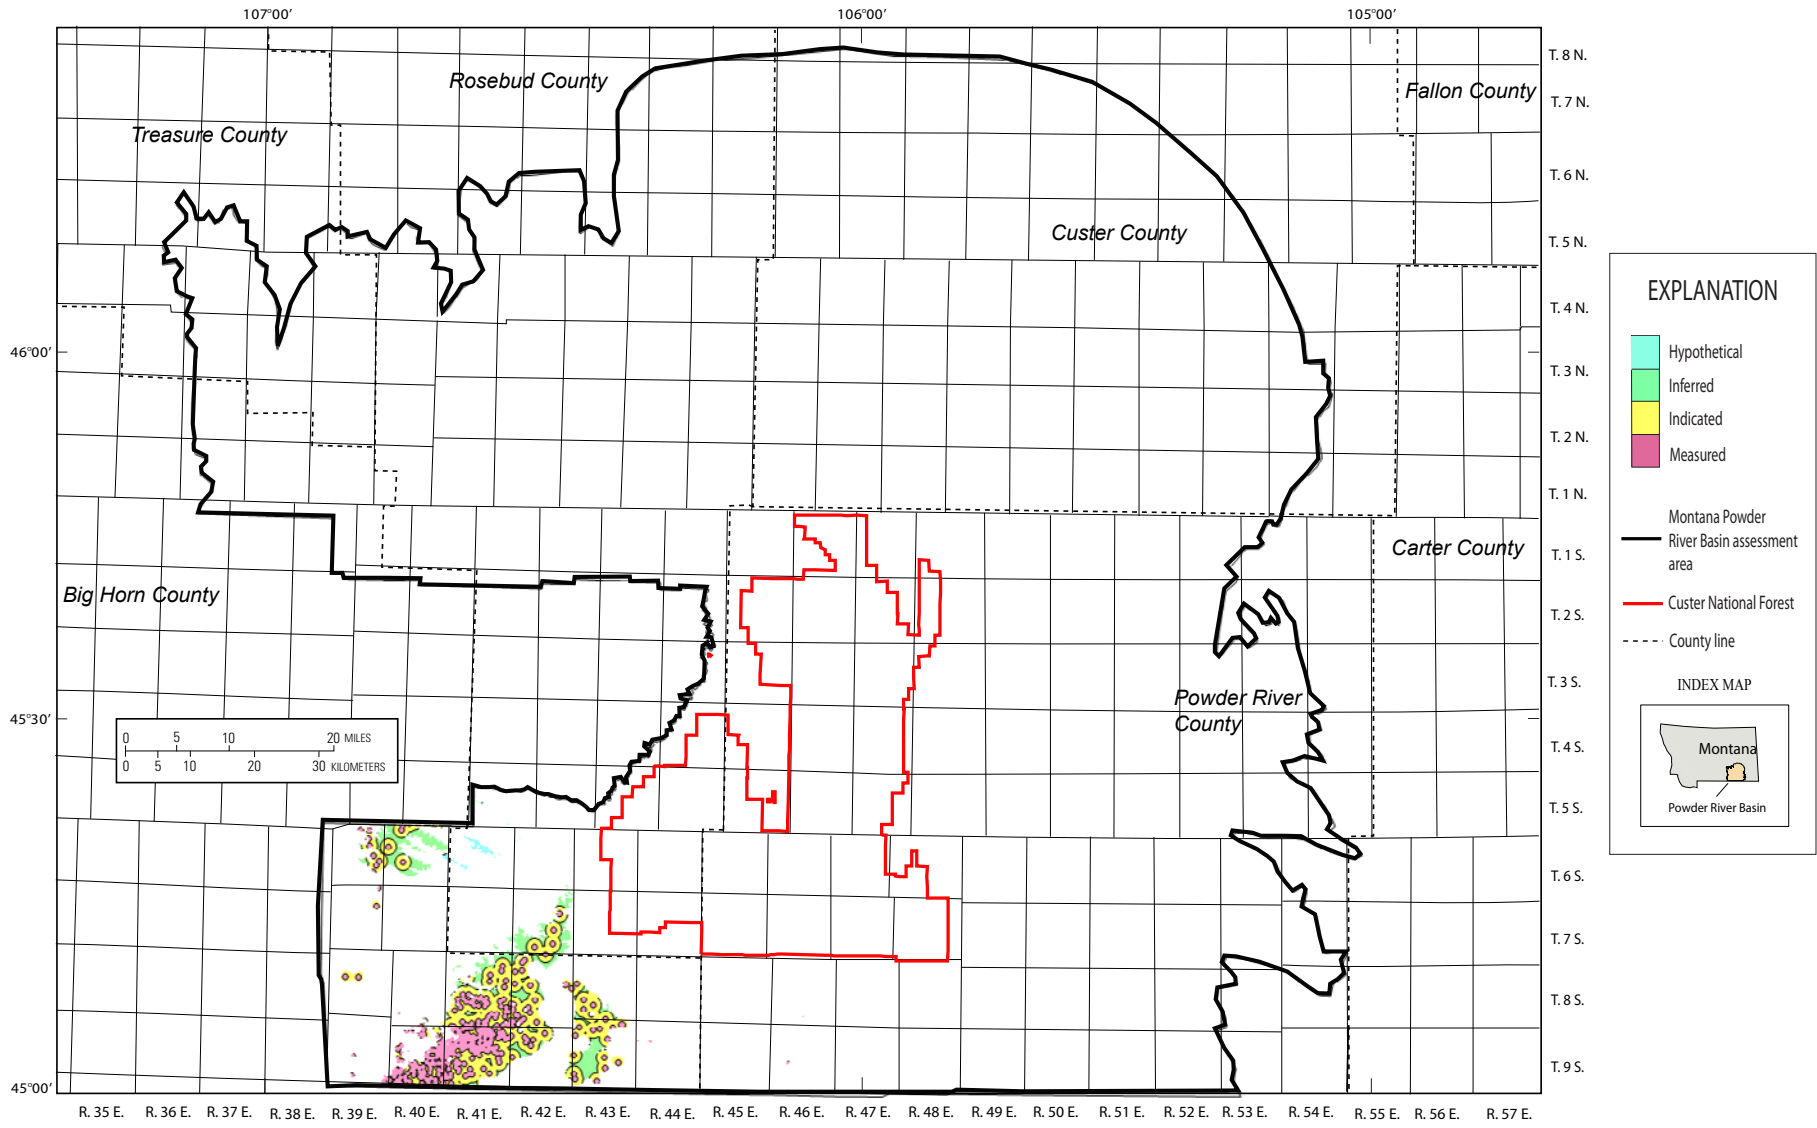 107°00′
106°00′
105°00′
T. 8 N.
Rosebud County
Fallon County
T. 7 N.
Treasure County
T. 6 N.
Custer County
T. 5 N.
T. 4 N.
46°00′
T. 3 N.
T. 2 N.
T. 1 N.
Carter County
T. 1 S.
Big Horn County
T. 2 S.
T. 3 S.
Powder River
County
45°30′
0 5 10 20 MILES
0 5 10 20 30 KILOMETERS
T. 4 S.
T. 5 S.
T. 6 S.
T. 7 S.
T. 8 S.
T. 9 S.
45°00′
R. 35 E. R. 36 E. R. 37 E. R. 38 E. R. 39 E. R. 40 E. R. 41 E. R. 42 E. R. 43 E. R. 44 E. R. 45 E. R. 46 E. R. 47 E. R. 48 E. R. 49 E. R. 50 E. R. 51 E. R. 52 E. R. 53 E. R. 54 E. R. 55 E. R. 56 E. R. 57 E.
EXPLANATION
Hypothetical
Inferred
Indicated
Measured
Montana Powder
River Basin assessment
area
Custer National Forest
County line
INDEX MAP
Montana
Powder River Basin